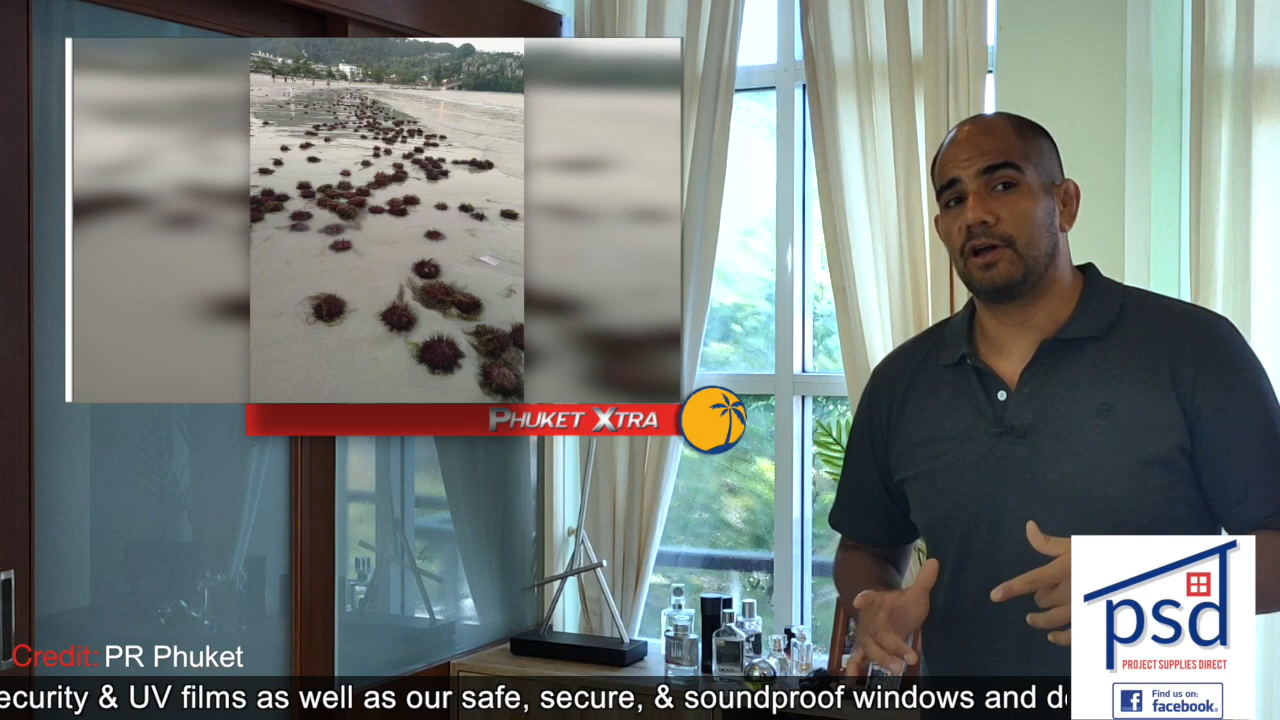 PHUKET XTRA
Credit: PR Phuket
ecurity & UV films as well as our safe, secure, & soundproof windows and d
psd
PROJECT SUPPLIES DIRECT
Find us on:
facebook.